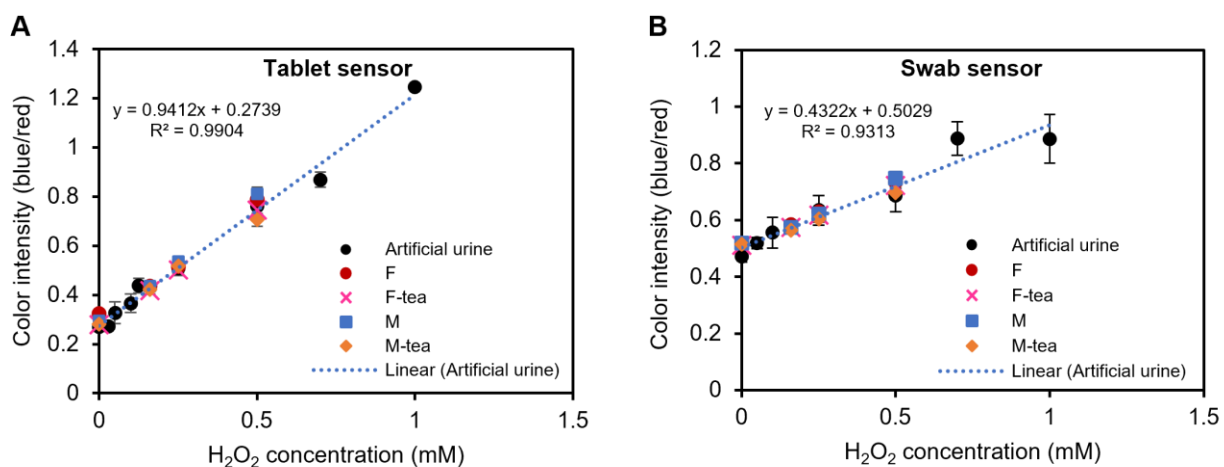 A
Tablet sensor
y = 0.9412x + 0.2739
R² = 0.9904
Color intensity (blue/red)
1.4
1.2
1
0.8
0.6
0.4
0.2
0
0
0.5
1
1.5
H₂O₂ concentration (mM)
Artificial urine
F
F-tea
M
M-tea
Linear (Artificial urine)
B
Swab sensor
y = 0.4322x + 0.5029
R² = 0.9313
Color intensity (blue/red)
1.2
1
0.8
0.6
0.4
0.2
0
0
0.5
1
1.5
H₂O₂ concentration (mM)
Artificial urine
F
F-tea
M
M-tea
Linear (Artificial urine)